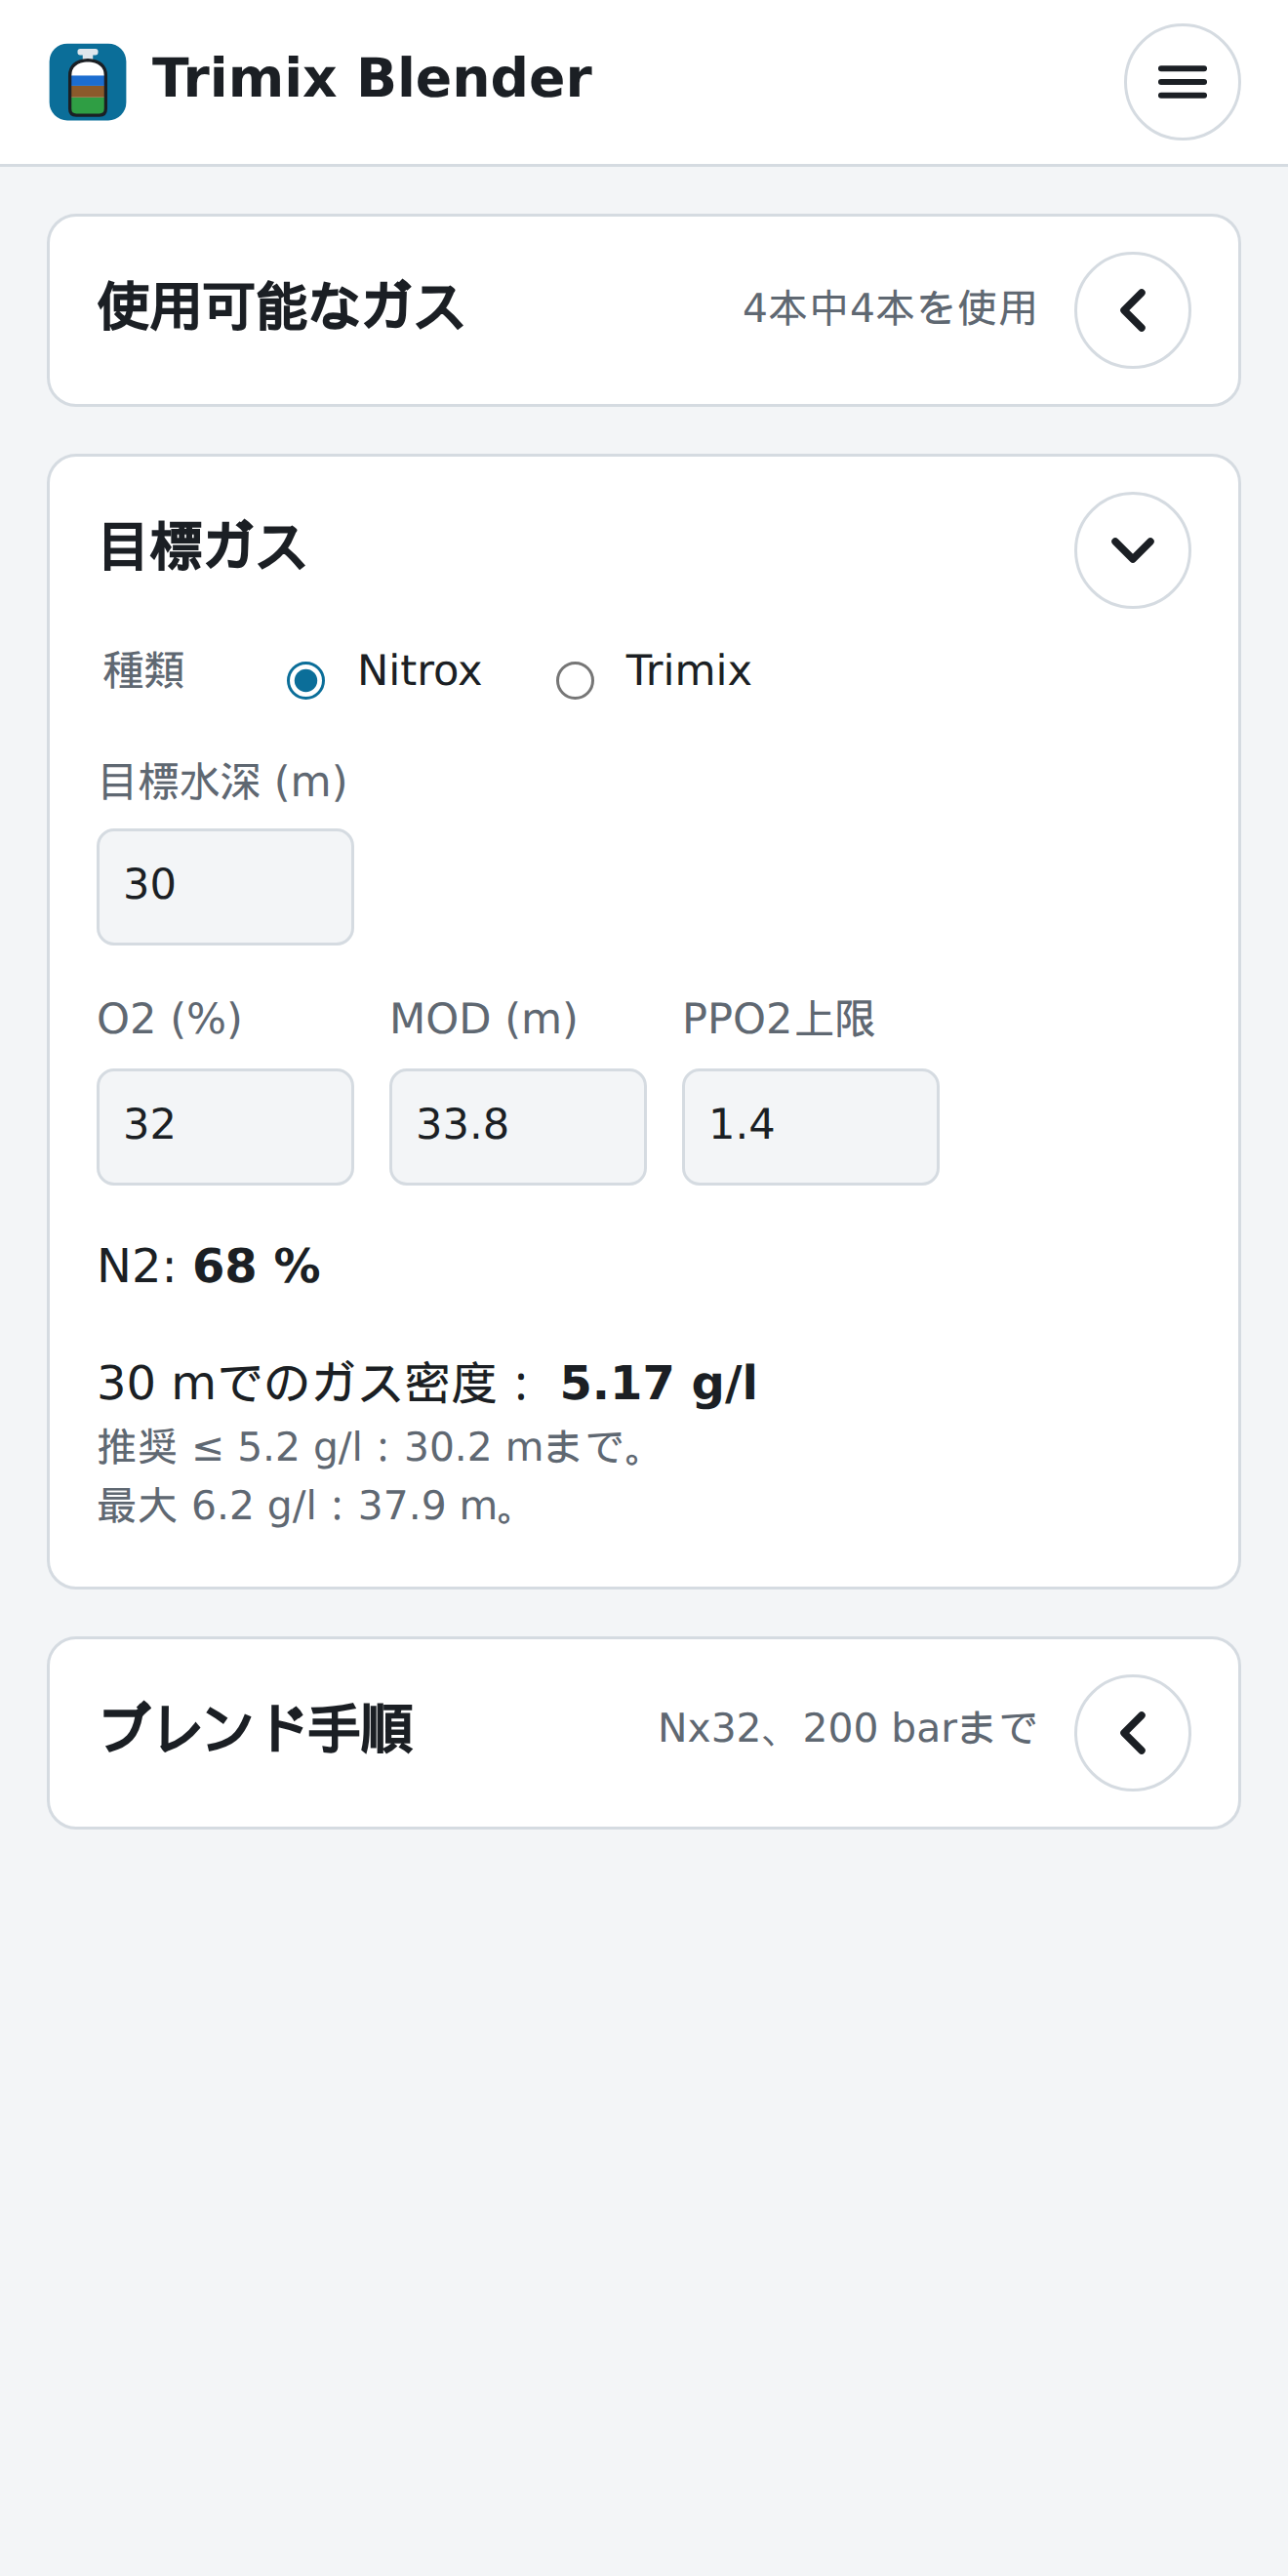 Trimix Blender
使用可能なガス 4本中4本を使用
目標ガス
種類 Nitrox Trimix
目標水深 (m)
30
O2 (%) MOD (m) PPO2上限
32 33.8 1.4
N2: 68 %
30 mでのガス密度： 5.17 g/l
推奨 ≤ 5.2 g/l：30.2 mまで。
最大 6.2 g/l：37.9 m。
ブレンド手順 Nx32、200 barまで